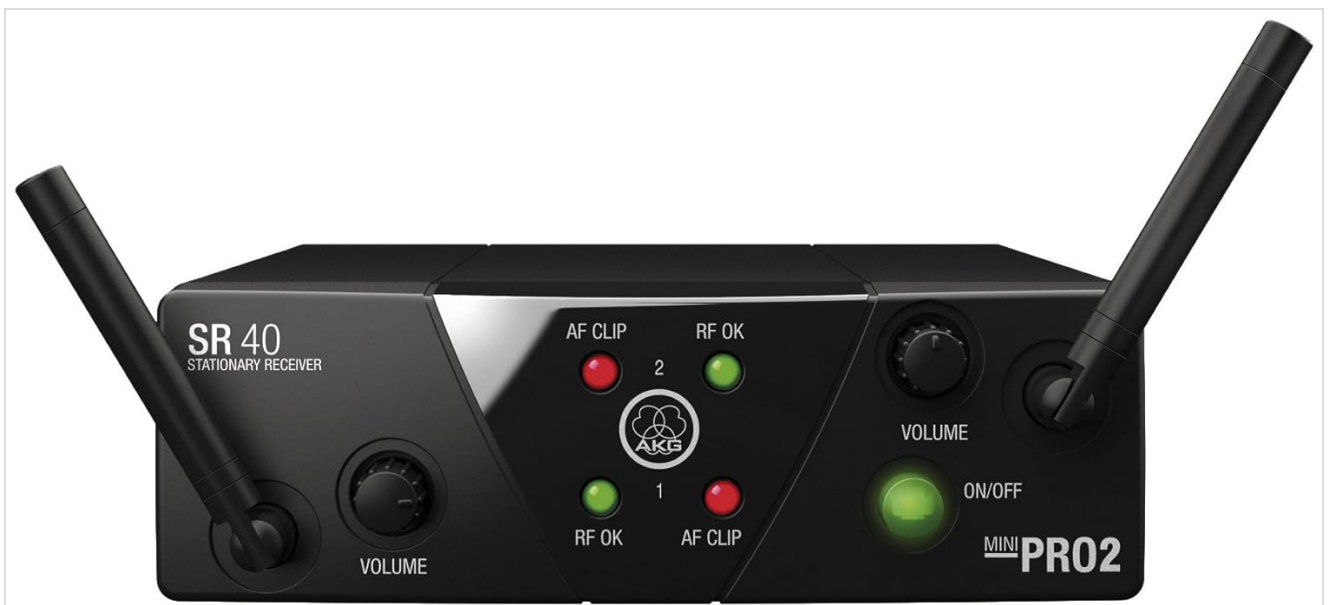 SR 40
STATIONARY RECEIVER
AF CLIP RF OK
2
AKG
1
RF OK AF CLIP
VOLUME
VOLUME
ON/OFF
MINI PRO2